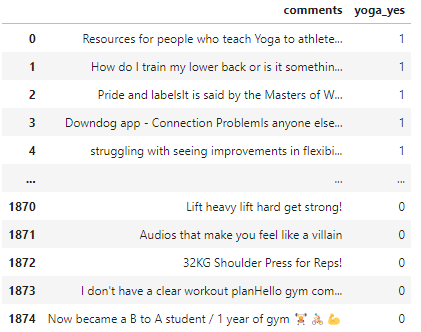 comments yoga_yes
0 Resources for people who teach Yoga to athlete... 1
1 How do I train my lower back or is it somethin... 1
2 Pride and labelsIt is said by the Masters of W... 1
3 Downdog app - Connection ProblemIs anyone else... 1
4 struggling with seeing improvements in flexibi... 1
... ... ...
1870 Lift heavy lift hard get strong! 0
1871 Audios that make you feel like a villain 0
1872 32KG Shoulder Press for Reps! 0
1873 I don't have a clear workout planHello gym com... 0
1874 Now became a B to A student / 1 year of gym 🏋️ 🚴 💪 0